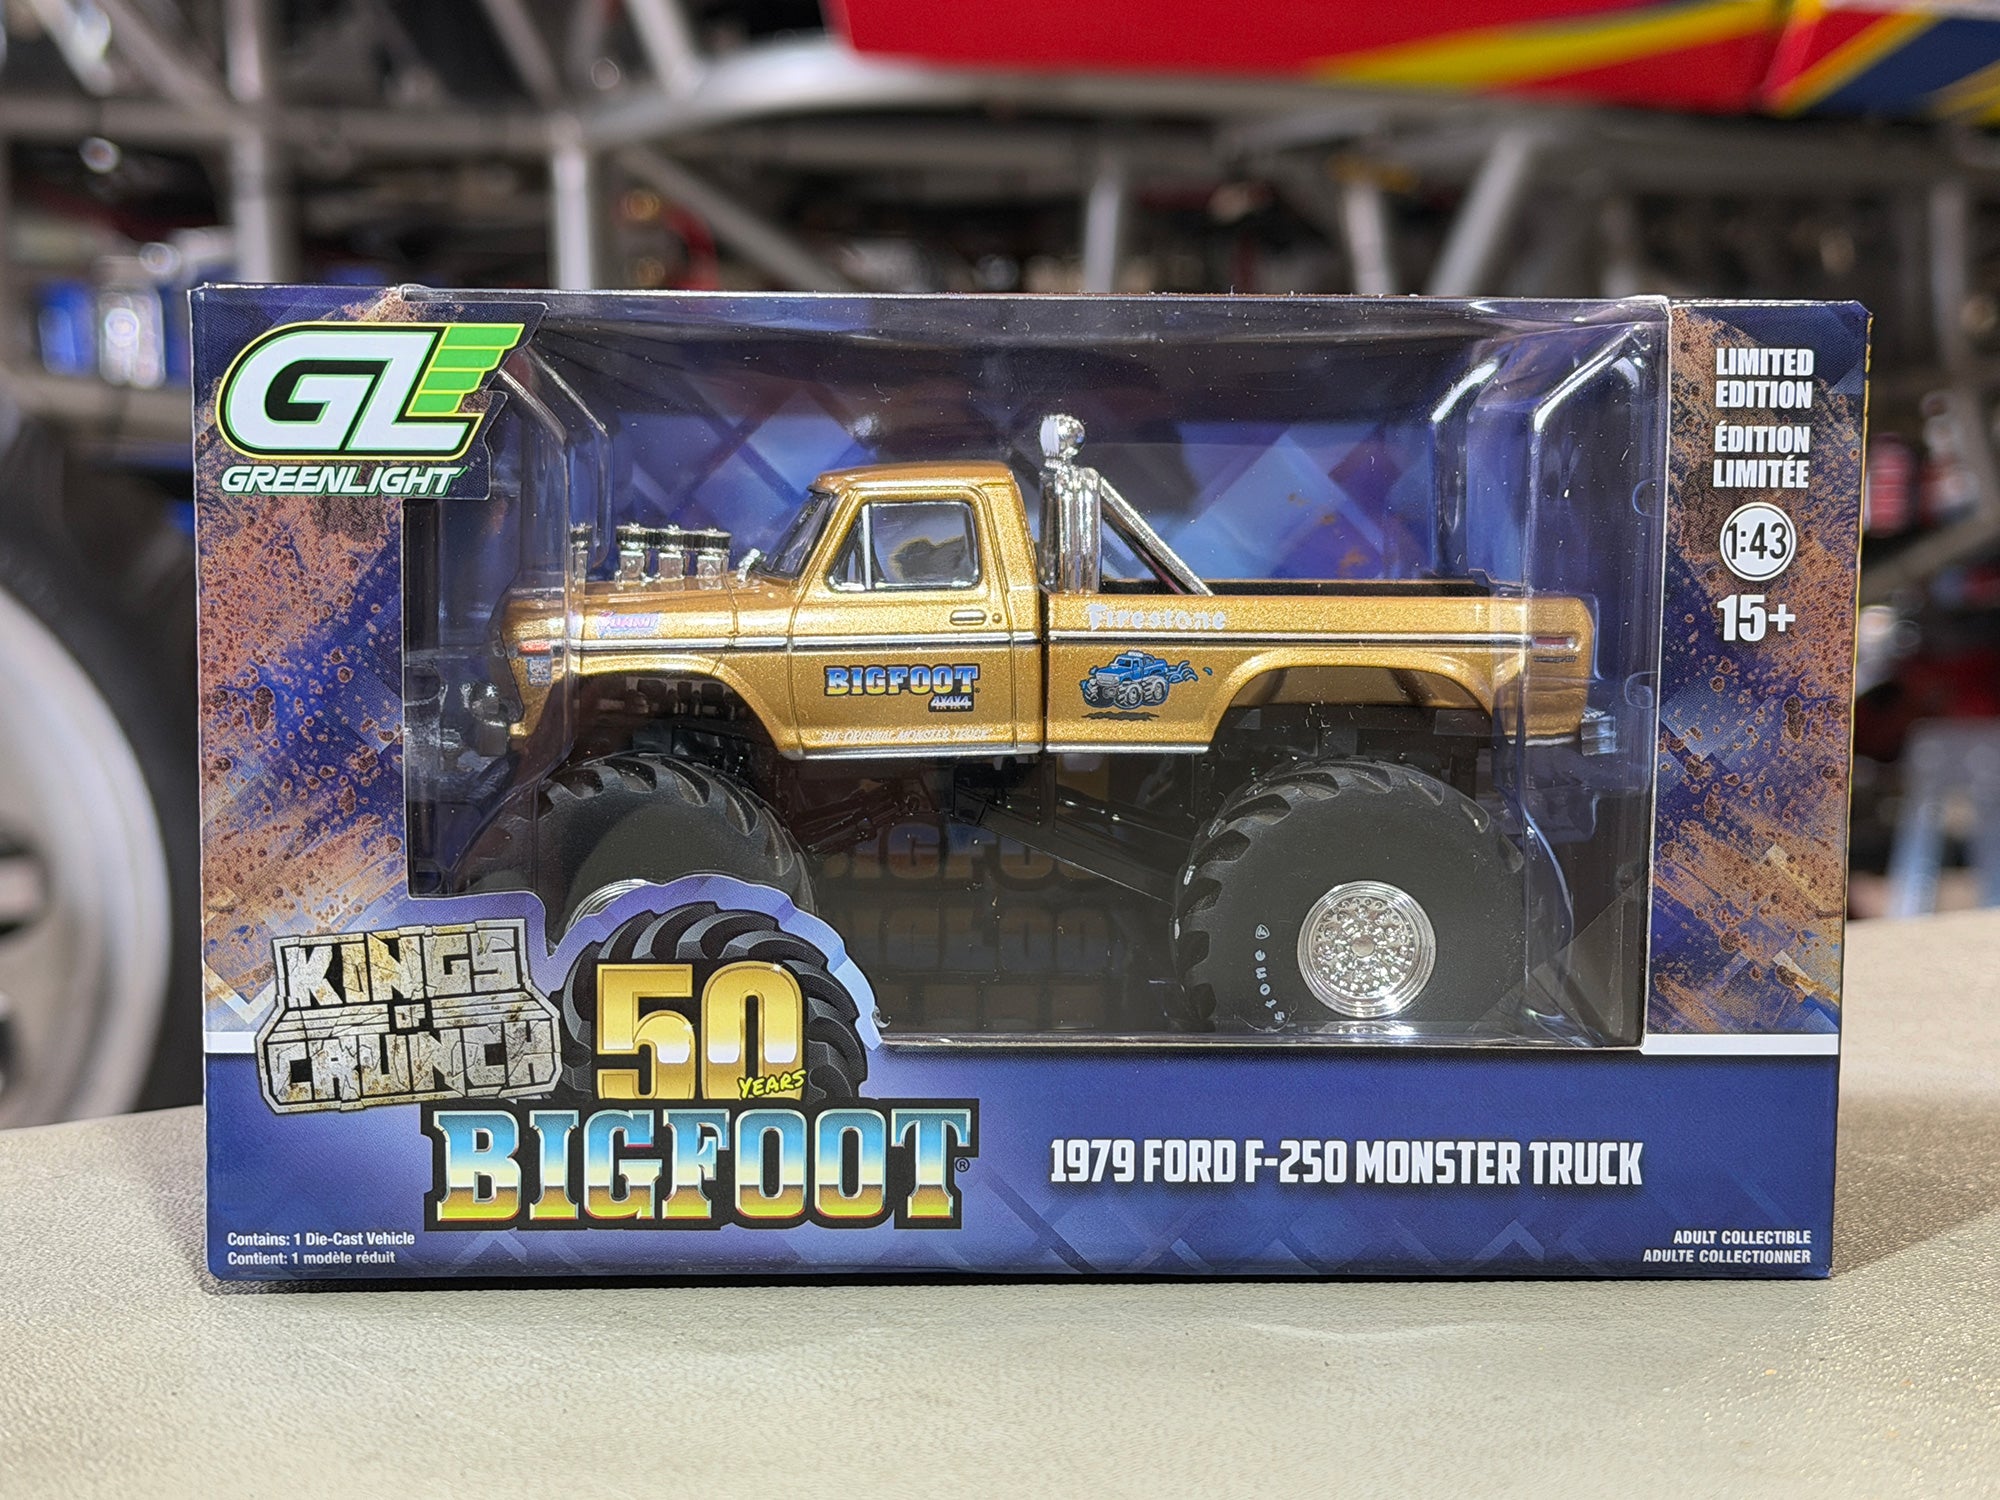 GL
GREENLIGHT
LIMITED
EDITION
ÉDITION
LIMITÉE
1:43
15+
Firestone
BIGFOOT
4X4X4
THE ORIGINAL MONSTER TRUCK
stone
KINGS
OF
CRUNCH
50
YEARS
BIGFOOT®
1979 FORD F-250 MONSTER TRUCK
Contains: 1 Die-Cast Vehicle
Contient: 1 modèle réduit
ADULT COLLECTIBLE
ADULTE COLLECTIONNER